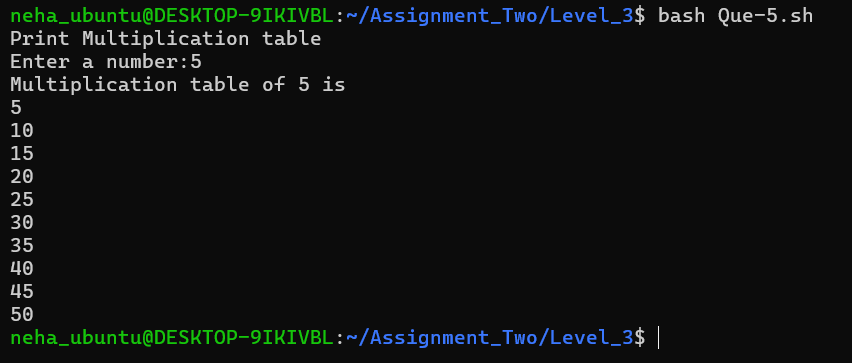 neha_ubuntu@DESKTOP-9IKIVBL:~/Assignment_Two/Level_3$ bash Que-5.sh
Print Multiplication table
Enter a number:5
Multiplication table of 5 is
5
10
15
20
25
30
35
40
45
50
neha_ubuntu@DESKTOP-9IKIVBL:~/Assignment_Two/Level_3$